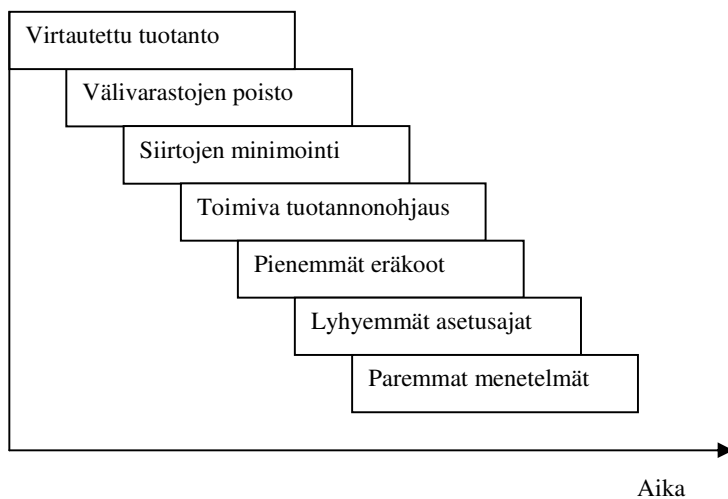 Virtautettu tuotanto
Välivarastojen poisto
Siirtojen minimointi
Toimiva tuotannonohjaus
Pienemmät eräkoot
Lyhyemmät asetusajat
Paremmat menetelmät
Aika